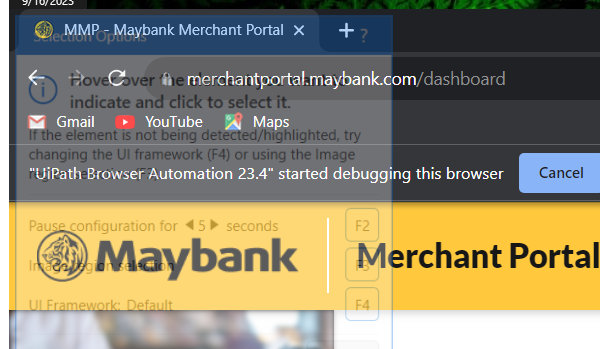 9/16/2023
MMP - Maybank Merchant Portal
Selection Options
?
Hover over the
merchantportal.maybank.com/dashboard
indicate and click to select it.
Gmail
YouTube
Maps
If the element is not being detected/highlighted, try
changing the UI framework (F4) or using the Image
"UiPath Browser Automation 23.4" started debugging this browser
Cancel
Pause configuration for 5 seconds
F2
Maybank
Merchant Portal
Image region selection
F3
UI Framework: Default
F4